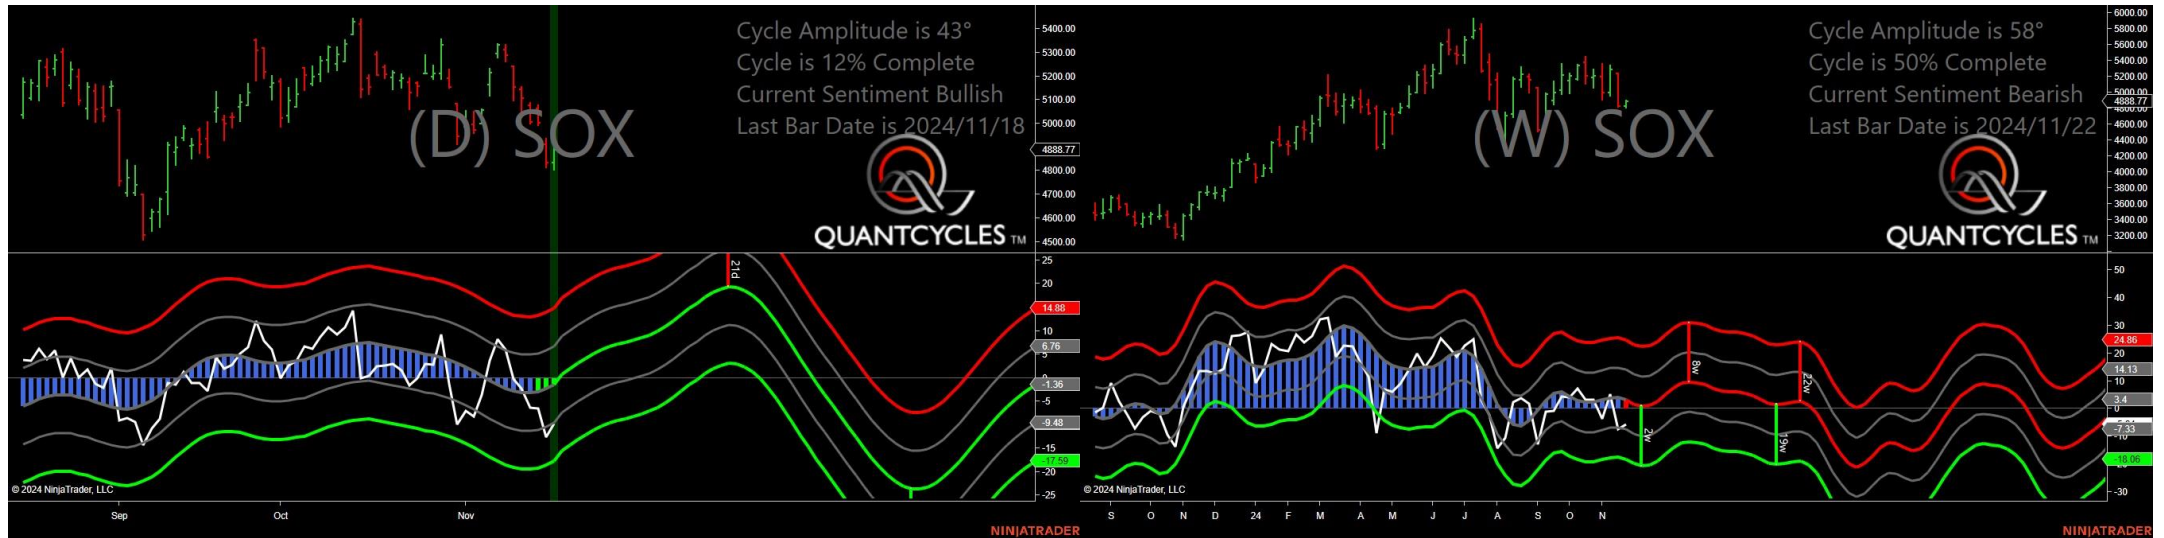 Cycle Amplitude is 43°
Cycle is 12% Complete
Current Sentiment Bullish
Last Bar Date is 2024/11/18
(D) SOX
QUANTCYCLES TM
5400.00
5300.00
5200.00
5100.00
5000.00
4888.77
4800.00
4700.00
4600.00
4500.00
21d
25
20
14.88
10
6.76
5
0
-1.36
-5
-9.48
-15
-17.59
-20
-25
© 2024 NinjaTrader, LLC
Sep Oct Nov
NINJATRADER
Cycle Amplitude is 58°
Cycle is 50% Complete
Current Sentiment Bearish
Last Bar Date is 2024/11/22
(W) SOX
QUANTCYCLES TM
6000.00
5800.00
5600.00
5400.00
5200.00
5000.00
4888.77
4800.00
4600.00
4400.00
4200.00
4000.00
3800.00
3600.00
3400.00
3200.00
8w
22w
2w
19w
50
40
30
24.86
20
14.13
10
3.4
0
-7.33
-10
-18.06
-30
© 2024 NinjaTrader, LLC
S O N D 24 F M A M J J A S O N
NINJATRADER